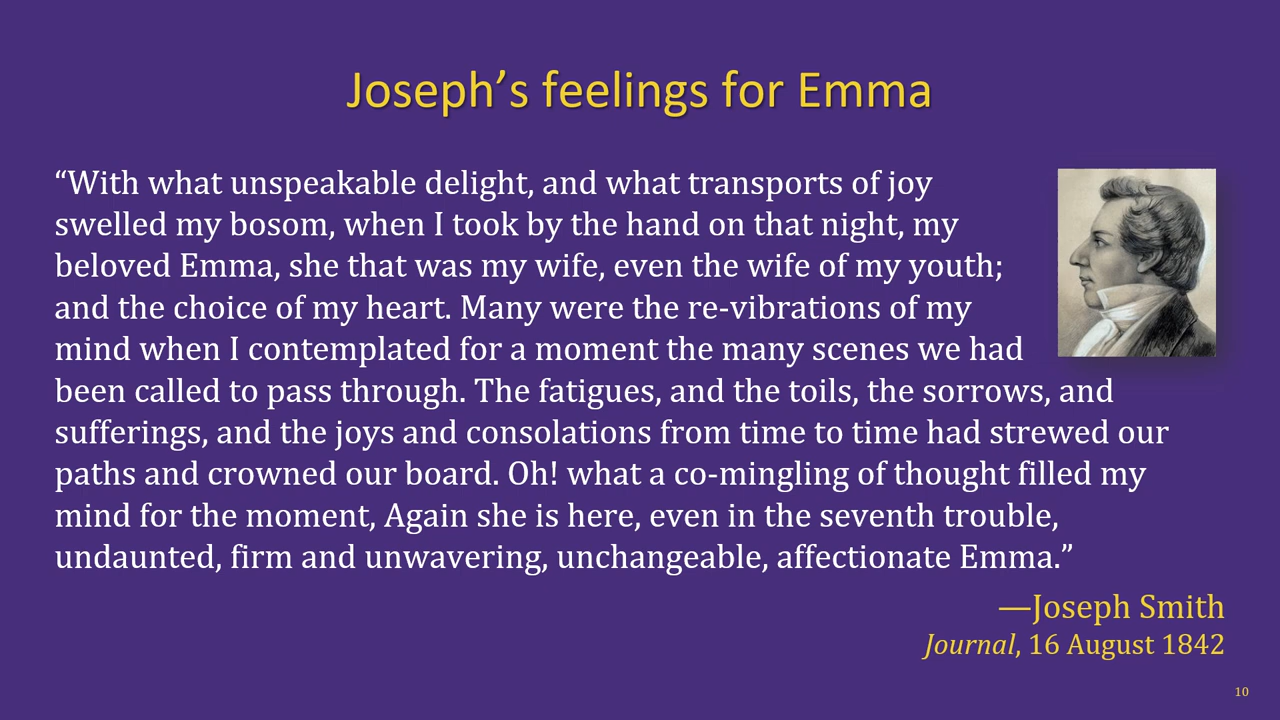 Joseph’s feelings for Emma
“With what unspeakable delight, and what transports of joy
swelled my bosom, when I took by the hand on that night, my
beloved Emma, she that was my wife, even the wife of my youth;
and the choice of my heart. Many were the re-vibrations of my
mind when I contemplated for a moment the many scenes we had
been called to pass through. The fatigues, and the toils, the sorrows, and
sufferings, and the joys and consolations from time to time had strewed our
paths and crowned our board. Oh! what a co-mingling of thought filled my
mind for the moment, Again she is here, even in the seventh trouble,
undaunted, firm and unwavering, unchangeable, affectionate Emma.”
—Joseph Smith
Journal, 16 August 1842
10